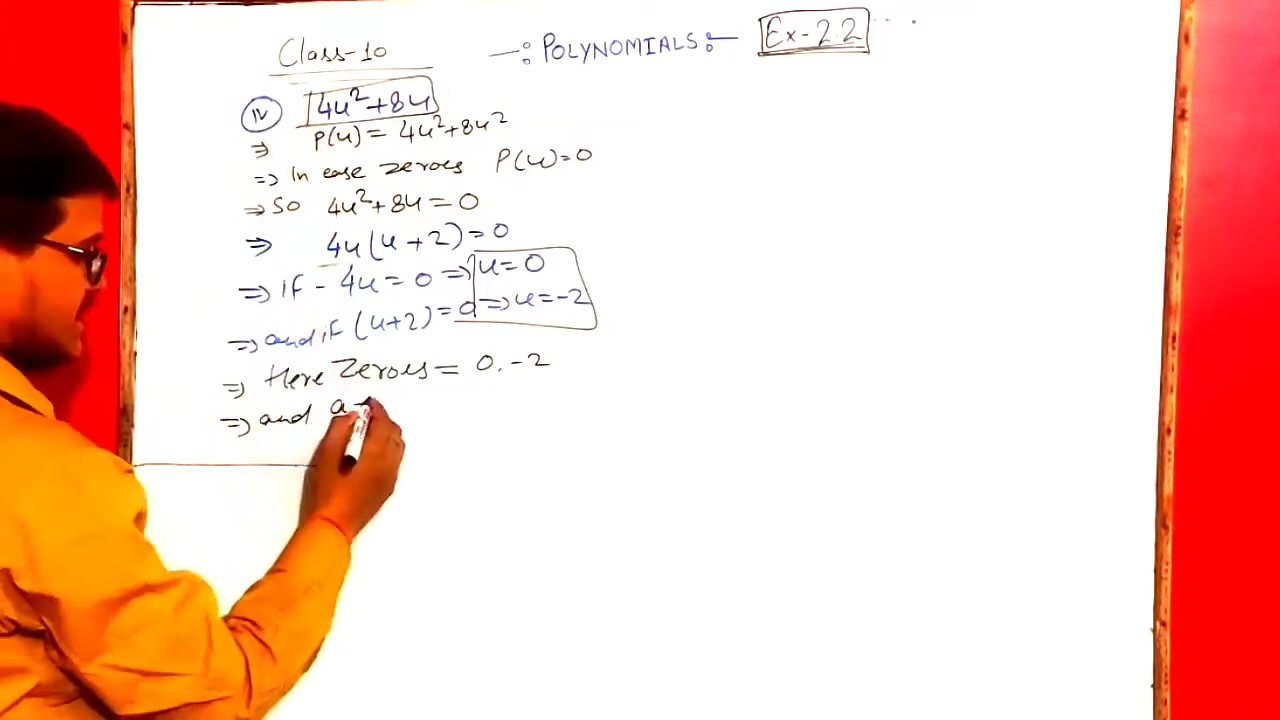 Class-10 —: POLYNOMIALS :— Ex-2.2
IV 4u²+8u
⇒ P(u) = 4u²+8u²
⇒ In case zeroes P(u)=0
⇒ So 4u²+8u=0
⇒ 4u(u+2)=0
⇒ if - 4u=0 ⇒ u=0
⇒ and if (u+2)=0 ⇒ u=-2
⇒ Here Zeroes = 0,-2
⇒ and a